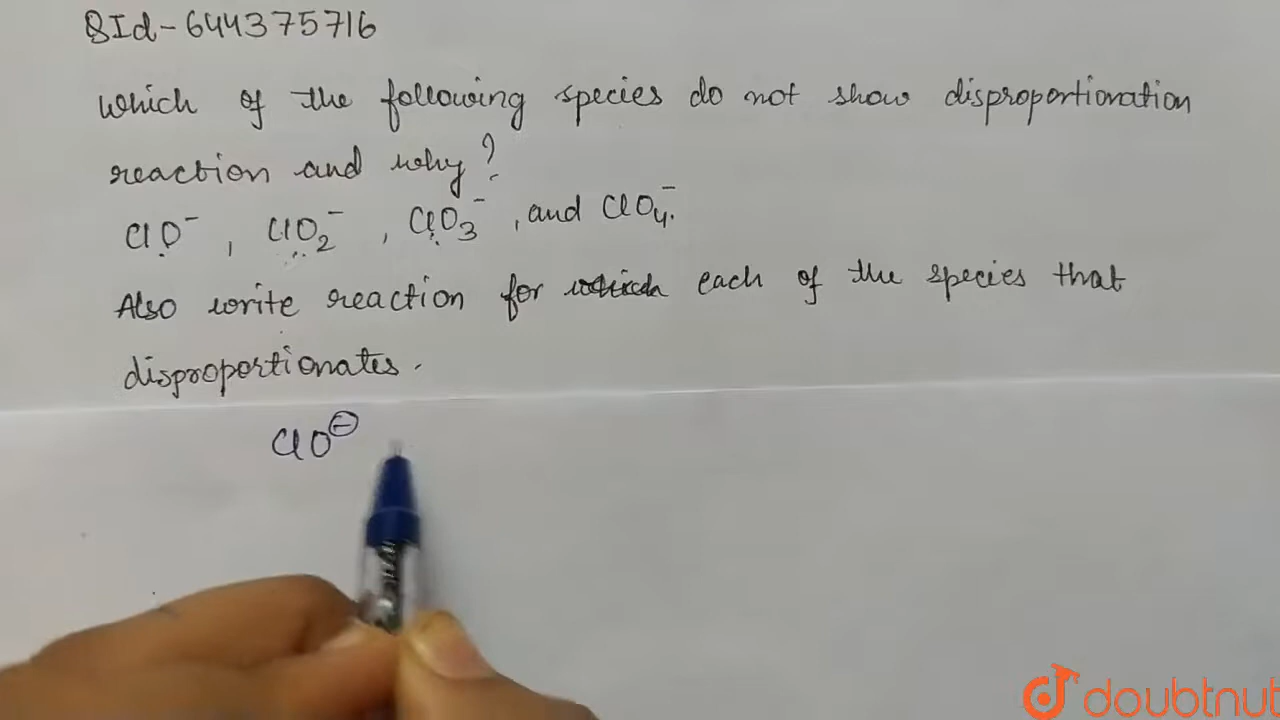 QId-644375716
which of the following species do not show disproportionation
reaction and why?
ClO⁻, ClO₂⁻, ClO₃⁻, and ClO₄⁻.
Also write reaction for each of the species that
disproportionates.
ClO⊖
doubtnut